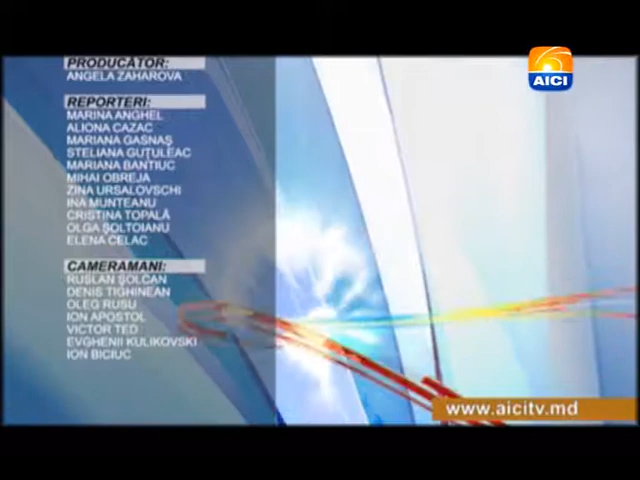 PRODUCĂTOR:
ANGELA ZAHAROVA
REPORTERI:
MARINA ANGHEL
ALIONA CAZAC
MARIANA GASNAȘ
STELIANA GUȚULEAC
MARIANA BANTIUC
MIHAI OBREJA
ZINA URSALOVSCHI
INA MUNTEANU
CRISTINA TOPALĂ
OLGA ȘOLTOIANU
ELENA CELAC
CAMERAMANI:
RUSLAN ȘOLCAN
DENIS TIGHINEAN
OLEG RUSU
ION APOSTOL
VICTOR TED
EVGHENII KULIKOVSKI
ION BICIUC
AICI
www.aicitv.md